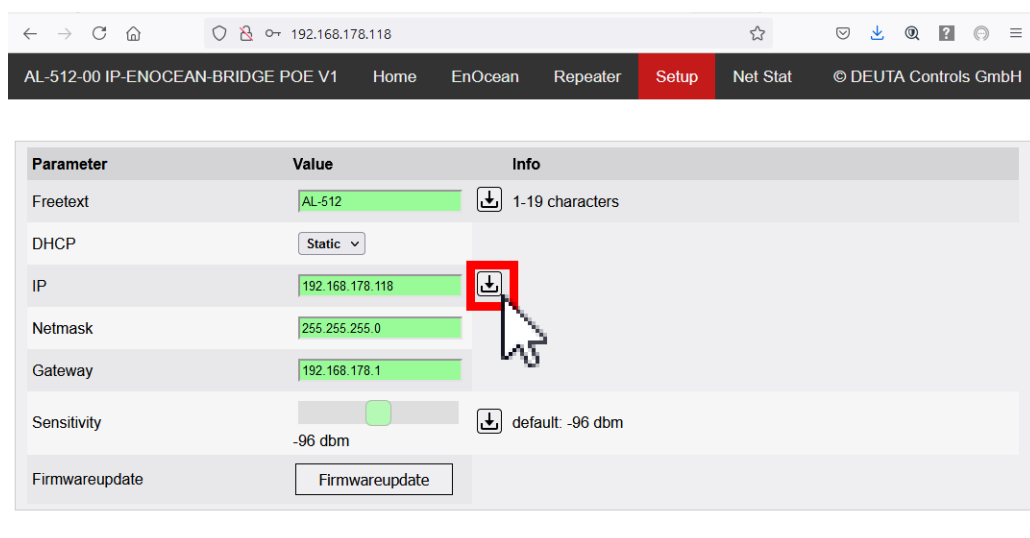 192.168.178.118
AL-512-00 IP-ENOCEAN-BRIDGE POE V1 Home EnOcean Repeater Setup Net Stat © DEUTA Controls GmbH
Parameter Value Info
Freetext AL-512 1-19 characters
DHCP Static
IP 192.168.178.118
Netmask 255.255.255.0
Gateway 192.168.178.1
Sensitivity -96 dbm default: -96 dbm
Firmwareupdate Firmwareupdate